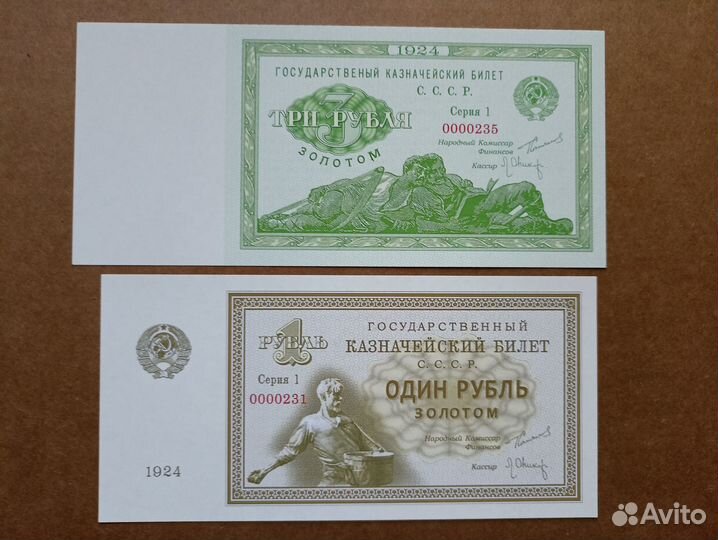 1924
ГОСУДАРСТВЕНЫЙ КАЗНАЧЕЙСКИЙ БИЛЕТ
С. С. С. Р.
3
ТРИ РУБЛЯ
ЗОЛОТОМ
Серия 1
0000235
Народный Комиссар
Финансов
Кассир
1
РУБЛЬ
Серия 1
0000231
ГОСУДАРСТВЕННЫЙ
КАЗНАЧЕЙСКИЙ БИЛЕТ
С. С. С. Р.
ОДИН РУБЛЬ
ЗОЛОТОМ
Народный Комиссар
Финансов
Кассир
1924
Avito